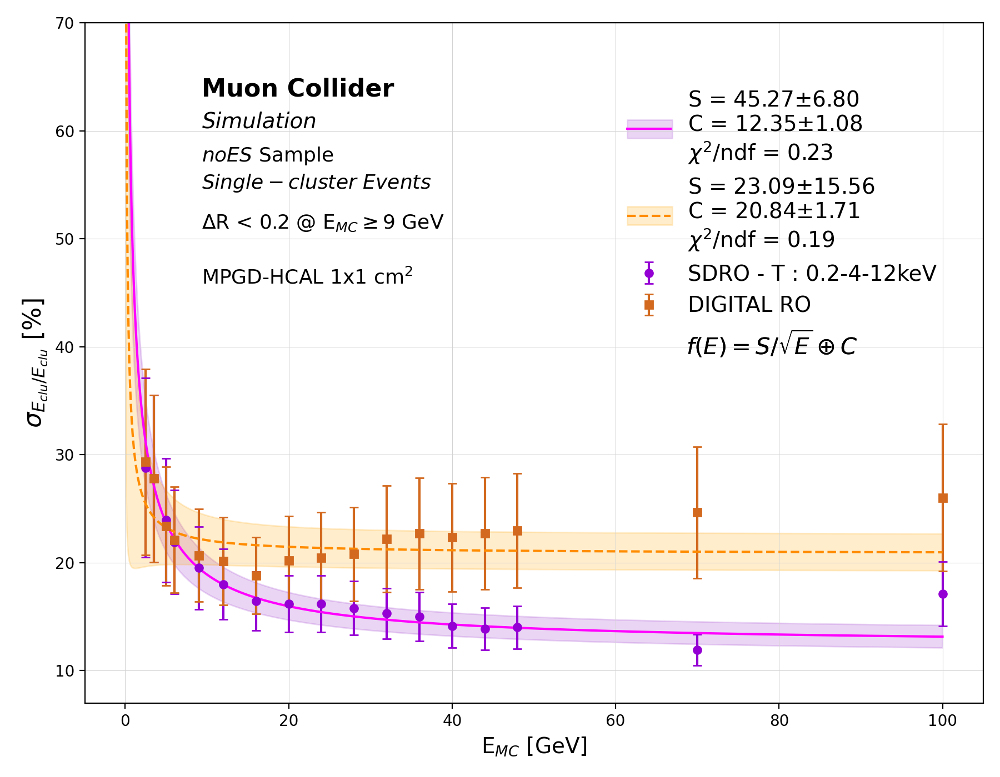 Muon Collider
Simulation
noES Sample
Single − cluster Events
ΔR < 0.2 @ E_MC ≥ 9 GeV
MPGD-HCAL 1x1 cm²
S = 45.27±6.80
C = 12.35±1.08
χ²/ndf = 0.23
S = 23.09±15.56
C = 20.84±1.71
χ²/ndf = 0.19
SDRO - T : 0.2-4-12keV
DIGITAL RO
f(E) = S/√E ⊕ C
σ_E_clu/E_clu [%]
70
60
50
40
30
20
10
0 20 40 60 80 100
E_MC [GeV]